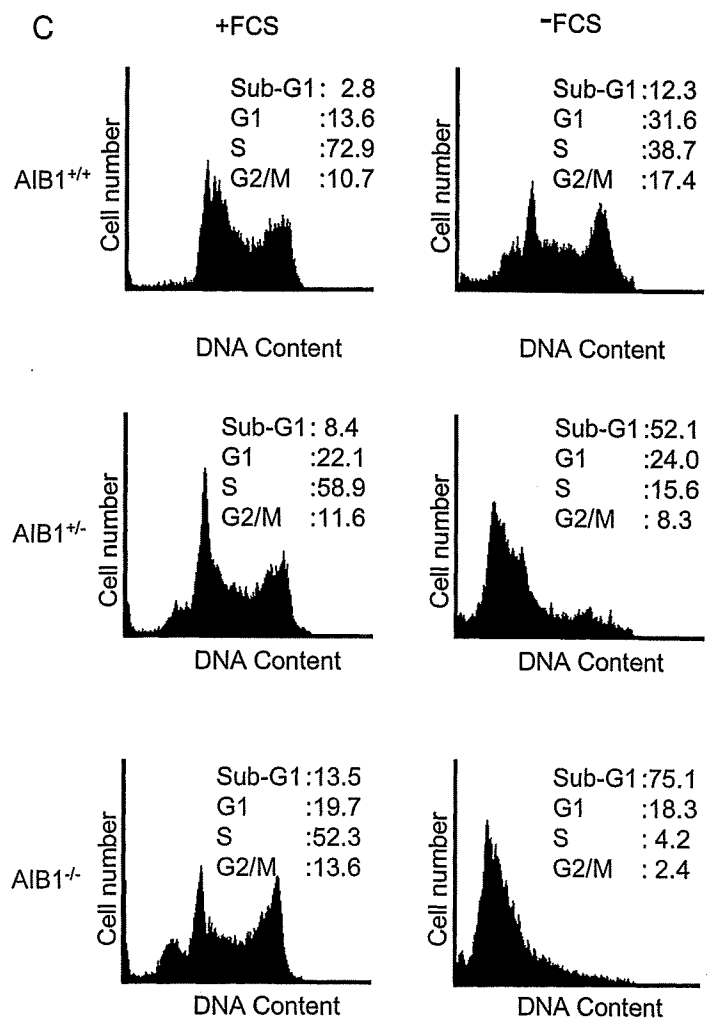 C
+FCS
-FCS
AIB1+/+
Cell number
Sub-G1: 2.8
G1 :13.6
S :72.9
G2/M :10.7
DNA Content
Cell number
Sub-G1:12.3
G1 :31.6
S :38.7
G2/M :17.4
DNA Content
AIB1+/-
Cell number
Sub-G1: 8.4
G1 :22.1
S :58.9
G2/M :11.6
DNA Content
Cell number
Sub-G1:52.1
G1 :24.0
S :15.6
G2/M : 8.3
DNA Content
AIB1-/-
Cell number
Sub-G1:13.5
G1 :19.7
S :52.3
G2/M :13.6
DNA Content
Cell number
Sub-G1:75.1
G1 :18.3
S : 4.2
G2/M : 2.4
DNA Content